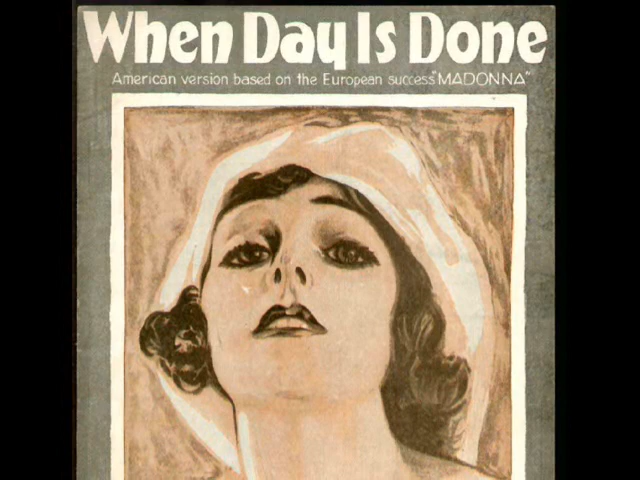 When Day Is Done
American version based on the European success "MADONNA"